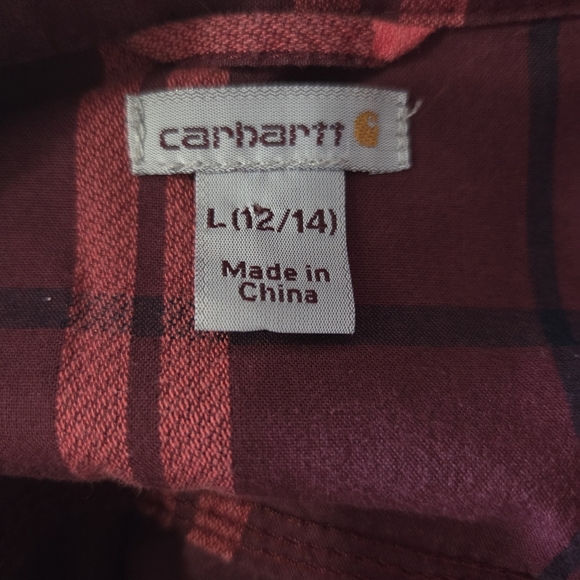 carhartt
L (12/14)
Made in
China